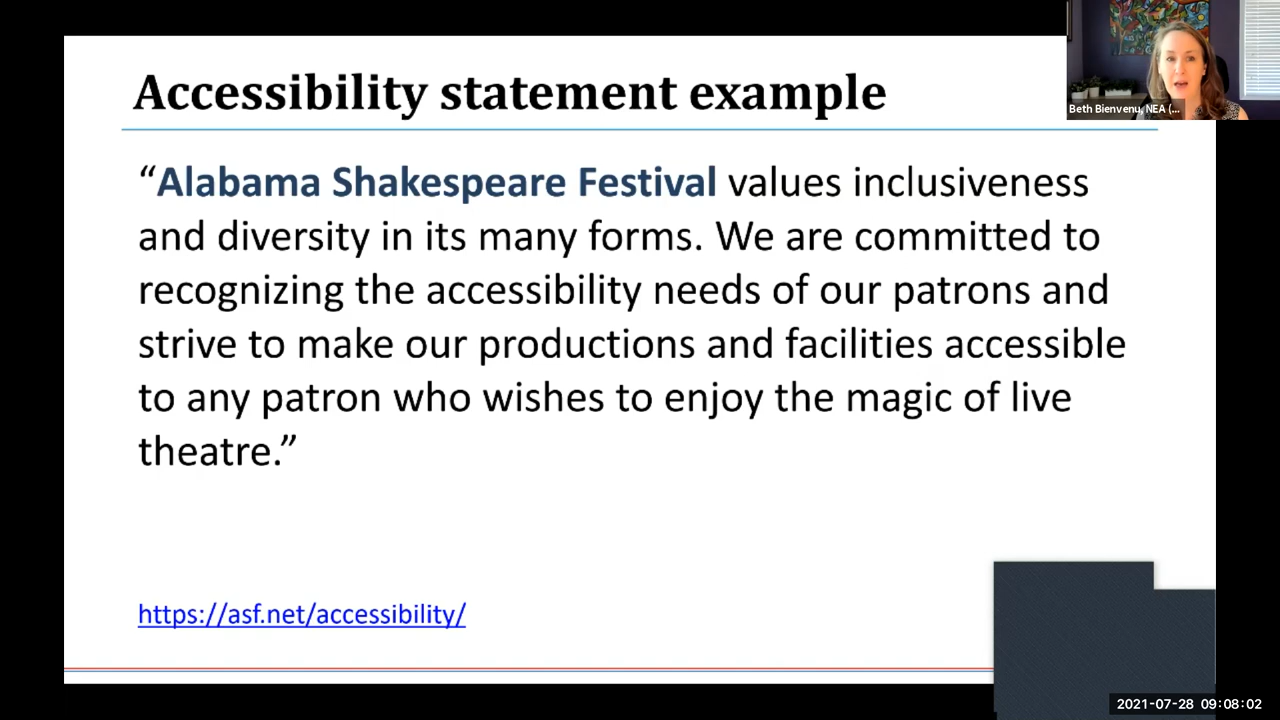 Accessibility statement example
Beth Bienvenu, NEA (...
“Alabama Shakespeare Festival values inclusiveness
and diversity in its many forms. We are committed to
recognizing the accessibility needs of our patrons and
strive to make our productions and facilities accessible
to any patron who wishes to enjoy the magic of live
theatre.”
https://asf.net/accessibility/
2021-07-28 09:08:02